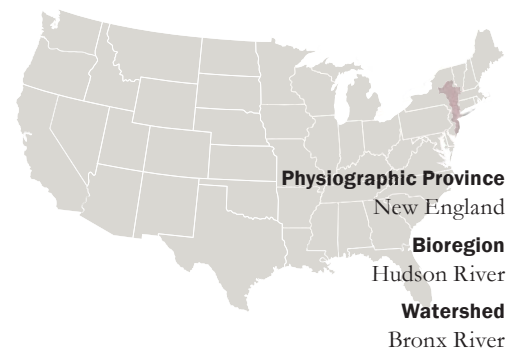 Physiographic Province
New England
Bioregion
Hudson River
Watershed
Bronx River